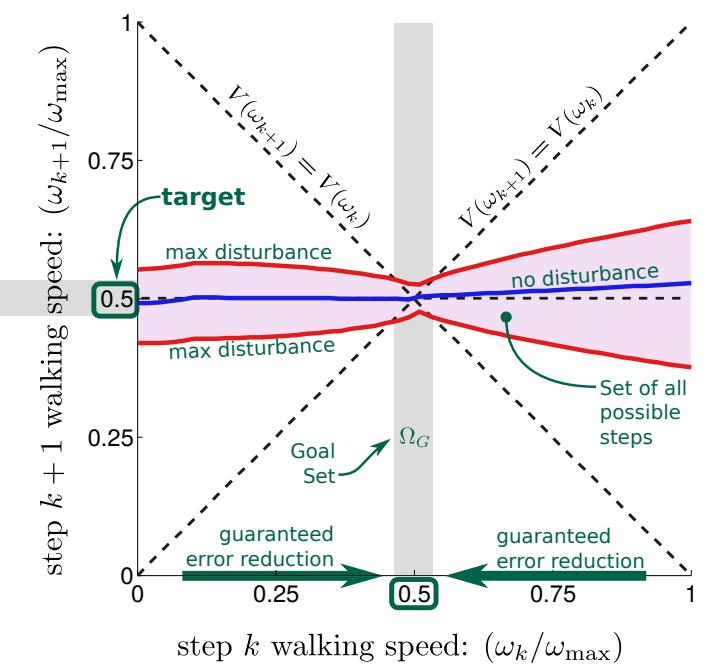 1
0.75
0.5
0.25
0
step k + 1 walking speed: (ω_{k+1}/ω_max)
target
V(ω_{k+1}) = V(ω_k)
V(ω_{k+1}) = V(ω_k)
max disturbance
no disturbance
max disturbance
Set of all
possible
steps
Goal
Set
Ω_G
guaranteed
error reduction
guaranteed
error reduction
0
0.25
0.5
0.75
1
step k walking speed: (ω_k/ω_max)